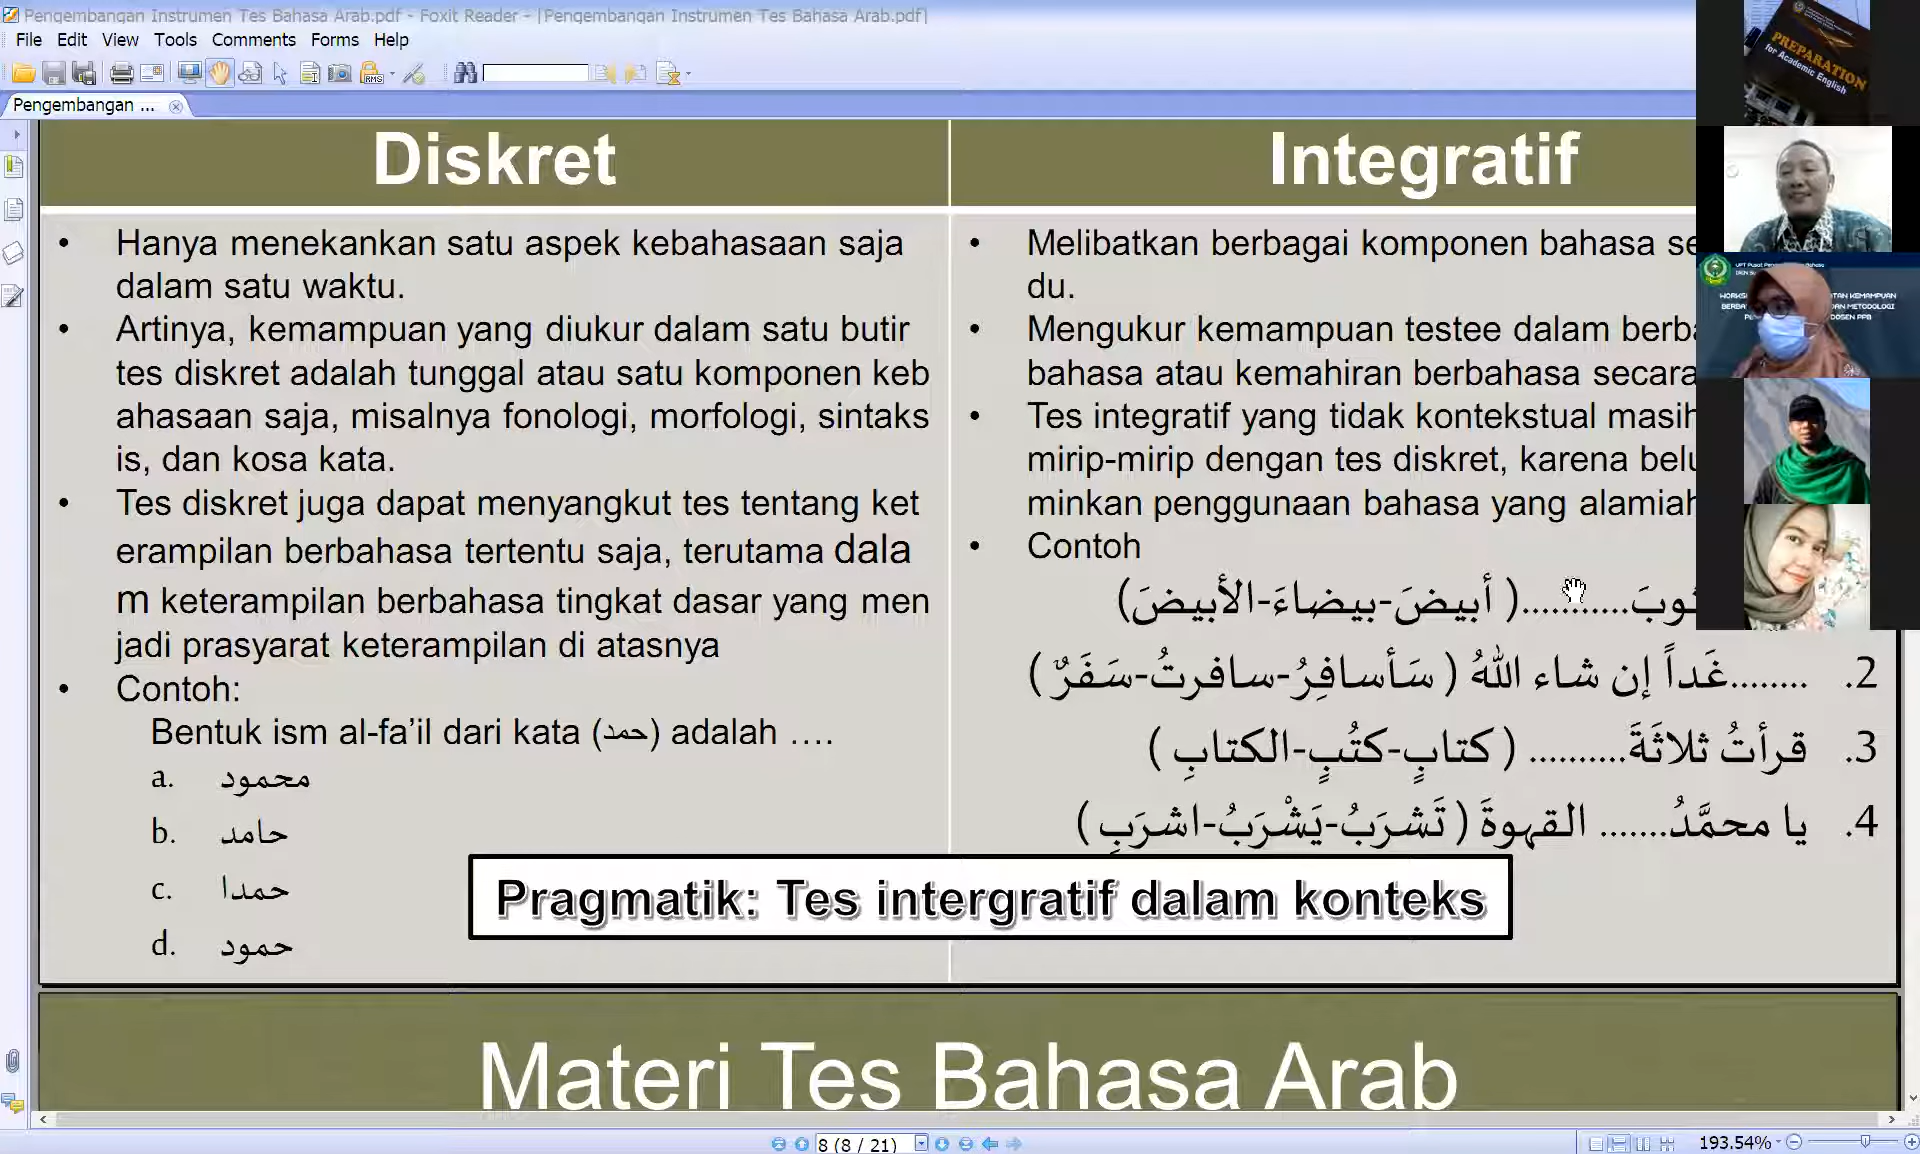 Pengembangan Instrumen Tes Bahasa Arab.pdf - Foxit Reader - [Pengembangan Instrumen Tes Bahasa Arab.pdf]
File Edit View Tools Comments Forms Help
Pengembangan ...
Diskret
• Hanya menekankan satu aspek kebahasaan saja
dalam satu waktu.
• Artinya, kemampuan yang diukur dalam satu butir
tes diskret adalah tunggal atau satu komponen keb
ahasaan saja, misalnya fonologi, morfologi, sintaks
is, dan kosa kata.
• Tes diskret juga dapat menyangkut tes tentang ket
erampilan berbahasa tertentu saja, terutama dala
m keterampilan berbahasa tingkat dasar yang men
jadi prasyarat keterampilan di atasnya
• Contoh:
Bentuk ism al-fa’il dari kata (حمد) adalah ….
a. محمود
b. حامد
c. حمدا
d. حمود
Integratif
• Melibatkan berbagai komponen bahasa se
du.
• Mengukur kemampuan testee dalam berba
bahasa atau kemahiran berbahasa secara
• Tes integratif yang tidak kontekstual masih
mirip-mirip dengan tes diskret, karena belu
minkan penggunaan bahasa yang alamiah
• Contoh
ثوبَ...........( أبيضَ-بيضاءَ-الأبيضَ)
2. ........غَداً إن شاء اللهُ ( سَأسافِرُ-سافرتُ-سَفَرٌ )
3. قرأتُ ثلاثَةَ.......... ( كتابٍ-كتُبٍ-الكتابِ )
4. يا محمَّدُ....... القهوةَ ( تَشرَبُ-يَشْرَبُ-اشرَبِ )
Pragmatik: Tes intergratif dalam konteks
Materi Tes Bahasa Arab
8 (8 / 21)
193.54%
PREPARATION
for Academic English